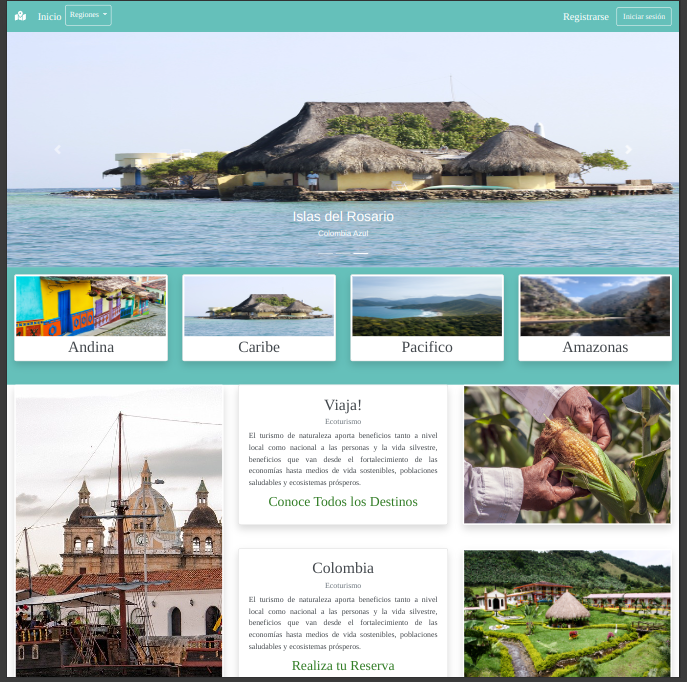 Inicio Regiones Registrarse Iniciar sesión
Islas del Rosario
Colombia Azul
Andina Caribe Pacifico Amazonas
Viaja!
Ecoturismo
El turismo de naturaleza aporta beneficios tanto a nivel
local como nacional a las personas y la vida silvestre,
beneficios que van desde el fortalecimiento de las
economías hasta medios de vida sostenibles, poblaciones
saludables y ecosistemas prósperos.
Conoce Todos los Destinos
Colombia
Ecoturismo
El turismo de naturaleza aporta beneficios tanto a nivel
local como nacional a las personas y la vida silvestre,
beneficios que van desde el fortalecimiento de las
economías hasta medios de vida sostenibles, poblaciones
saludables y ecosistemas prósperos.
Realiza tu Reserva